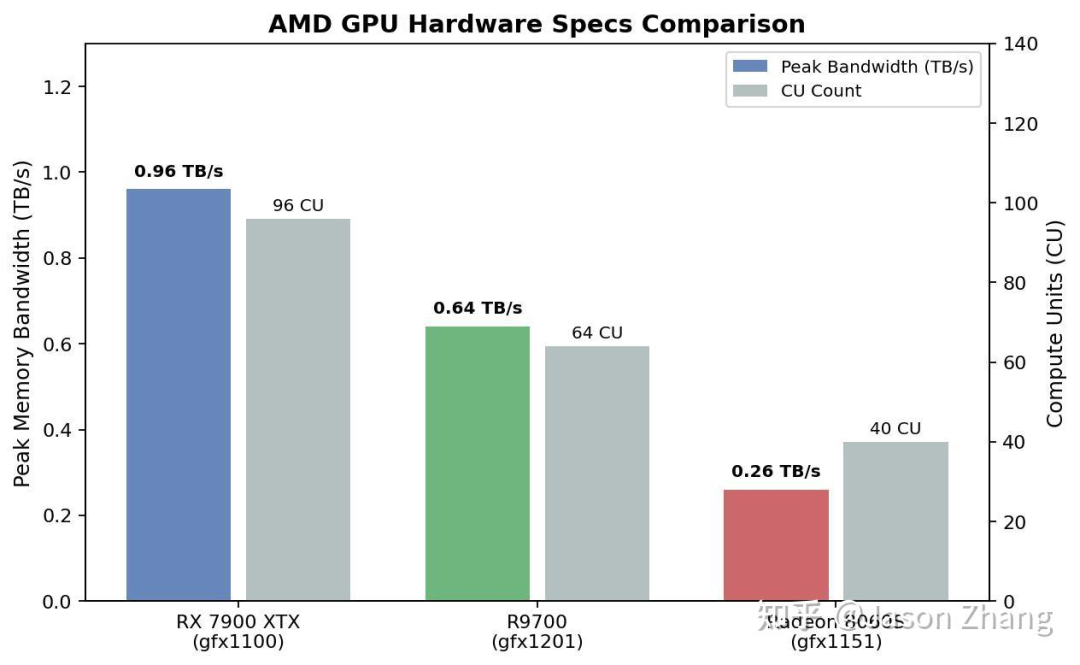 AMD GPU Hardware Specs Comparison
Peak Bandwidth (TB/s)
CU Count
Peak Memory Bandwidth (TB/s)
1.2
1.0
0.8
0.6
0.4
0.2
0.0
0.96 TB/s
96 CU
0.64 TB/s
64 CU
0.26 TB/s
40 CU
140
120
100
80
60
40
20
0
Compute Units (CU)
RX 7900 XTX
(gfx1100)
R9700
(gfx1201)
Radeon 8060S
(gfx1151)
知乎 @Jason Zhang